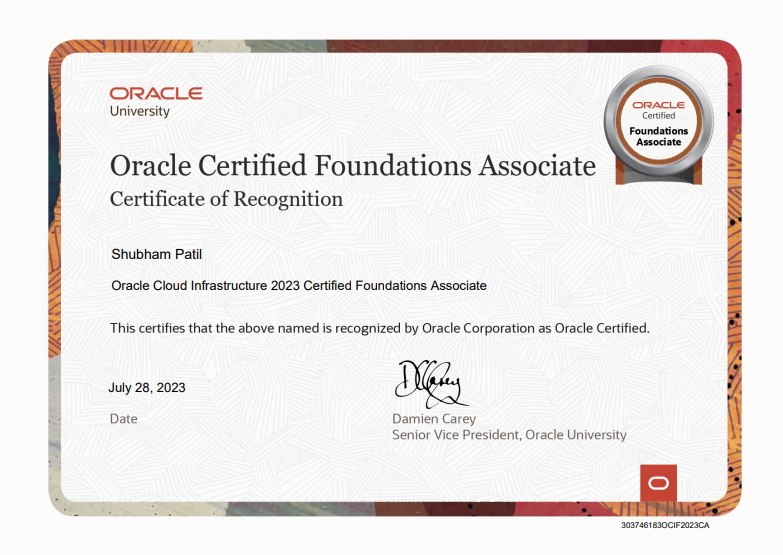 ORACLE
University
ORACLE
Certified
Foundations
Associate
Oracle Certified Foundations Associate
Certificate of Recognition
Shubham Patil
Oracle Cloud Infrastructure 2023 Certified Foundations Associate
This certifies that the above named is recognized by Oracle Corporation as Oracle Certified.
DCarey
July 28, 2023
Date
Damien Carey
Senior Vice President, Oracle University
303746183OCIF2023CA